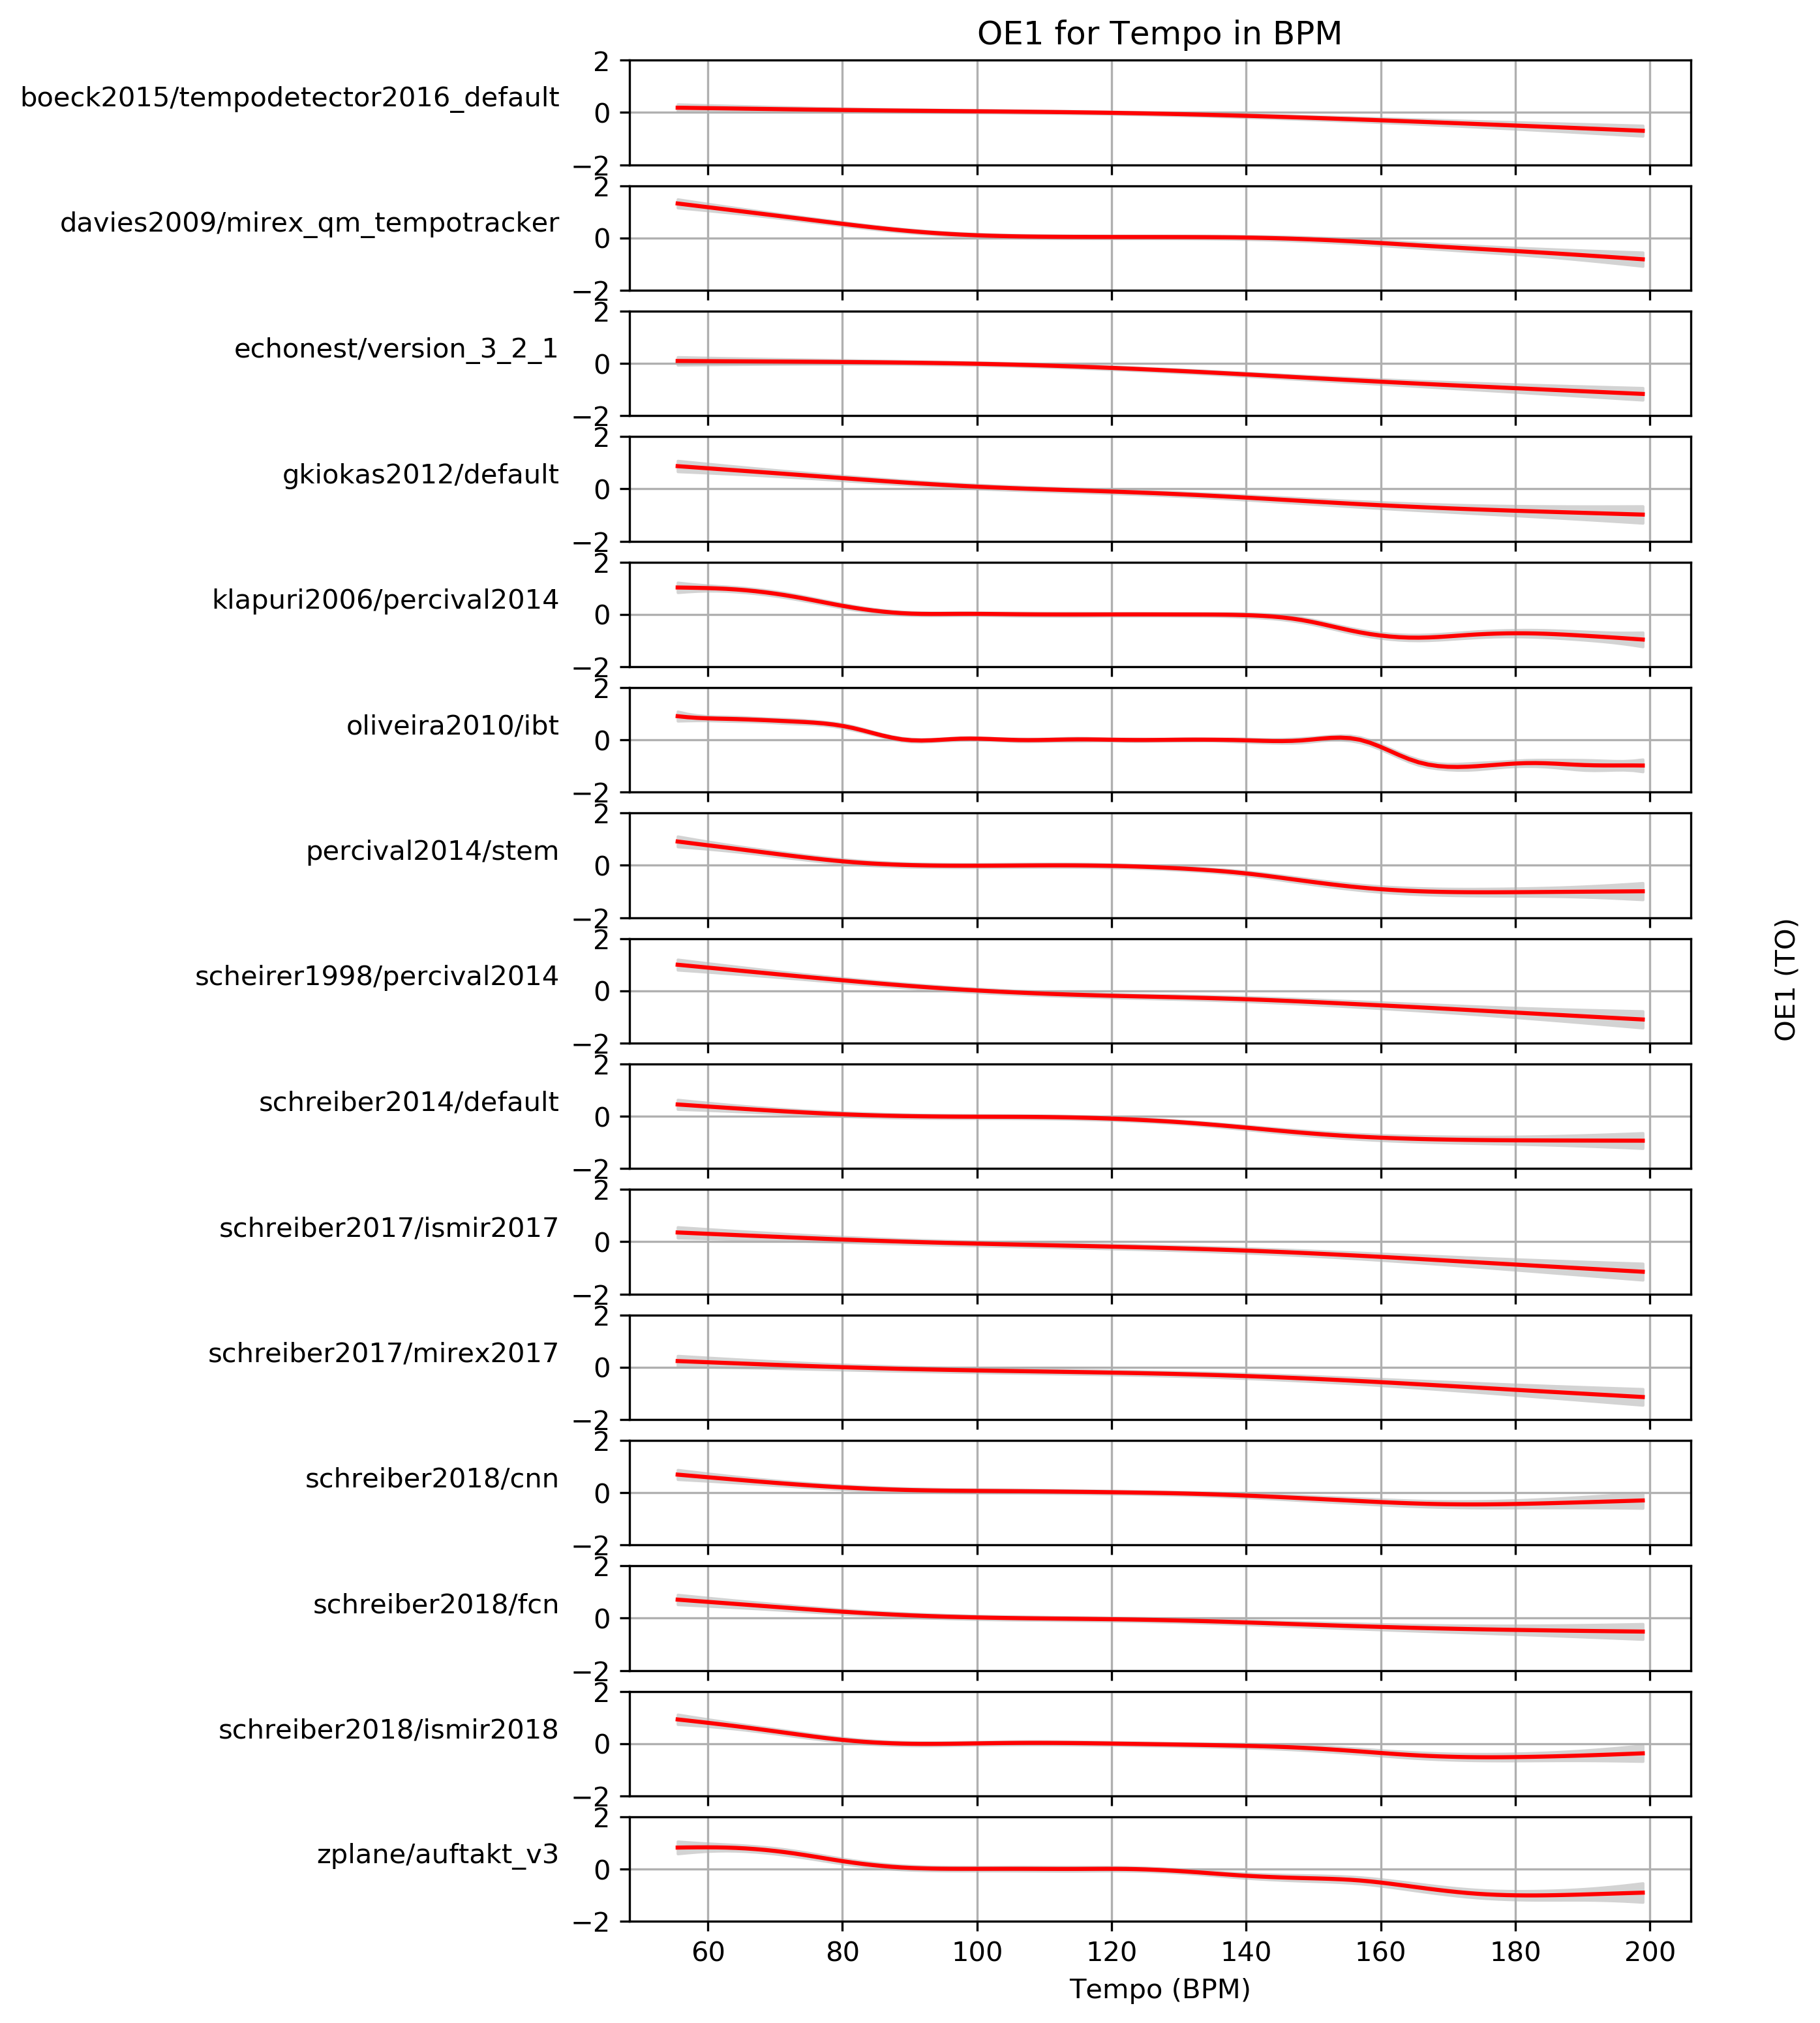 OE1 for Tempo in BPM
boeck2015/tempodetector2016_default
2
0
−2
davies2009/mirex_qm_tempotracker
2
0
−2
echonest/version_3_2_1
2
0
−2
gkiokas2012/default
2
0
−2
klapuri2006/percival2014
2
0
−2
oliveira2010/ibt
2
0
−2
percival2014/stem
2
0
−2
scheirer1998/percival2014
2
0
−2
schreiber2014/default
2
0
−2
schreiber2017/ismir2017
2
0
−2
schreiber2017/mirex2017
2
0
−2
schreiber2018/cnn
2
0
−2
schreiber2018/fcn
2
0
−2
schreiber2018/ismir2018
2
0
−2
zplane/auftakt_v3
2
0
−2
60 80 100 120 140 160 180 200
Tempo (BPM)
OE1 (TO)